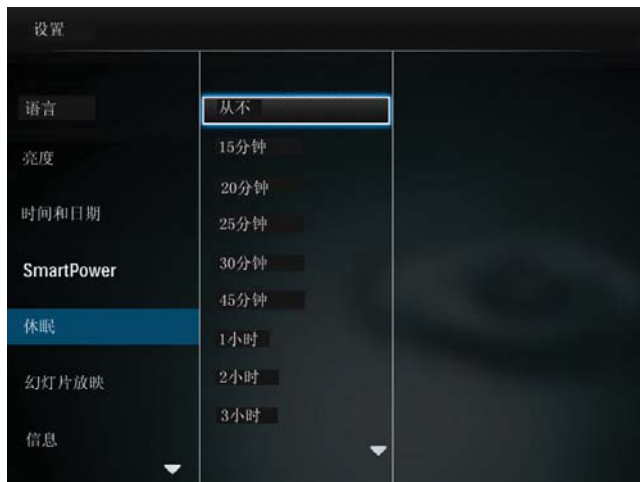 设置
语言
亮度
时间和日期
SmartPower
休眠
幻灯片放映
信息
从不
15分钟
20分钟
25分钟
30分钟
45分钟
1小时
2小时
3小时